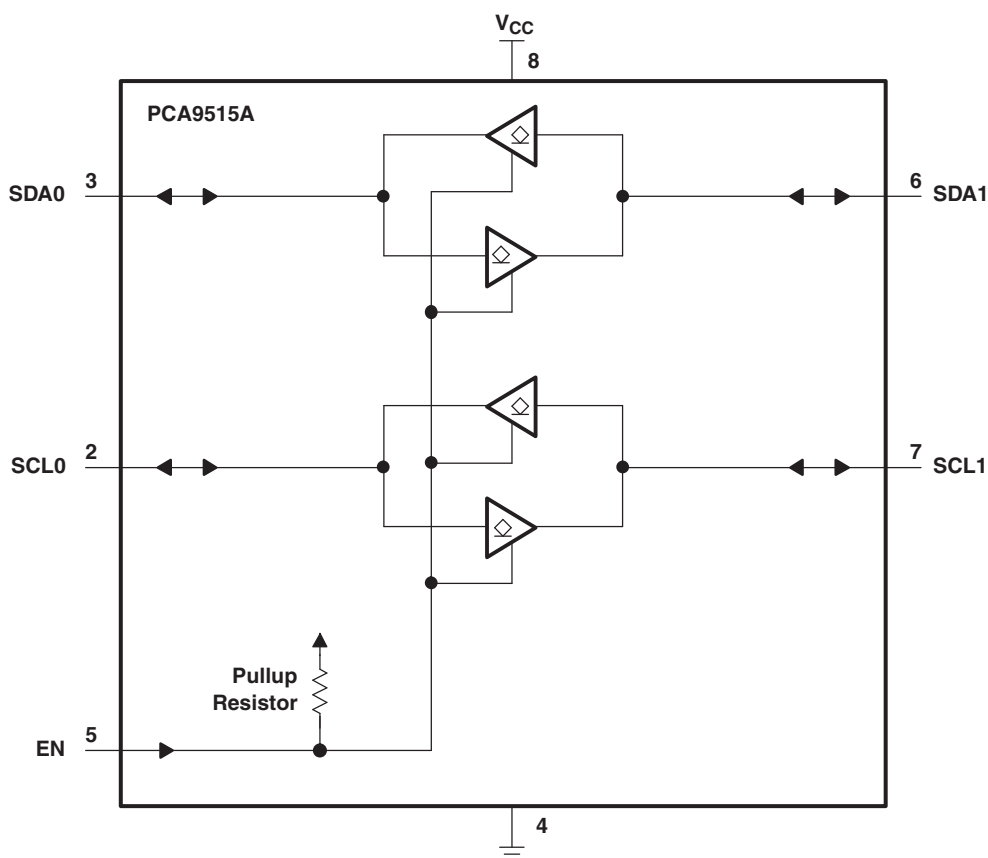 VCC
8
PCA9515A
SDA0
3
6
SDA1
SCL0
2
7
SCL1
Pullup
Resistor
EN
5
4